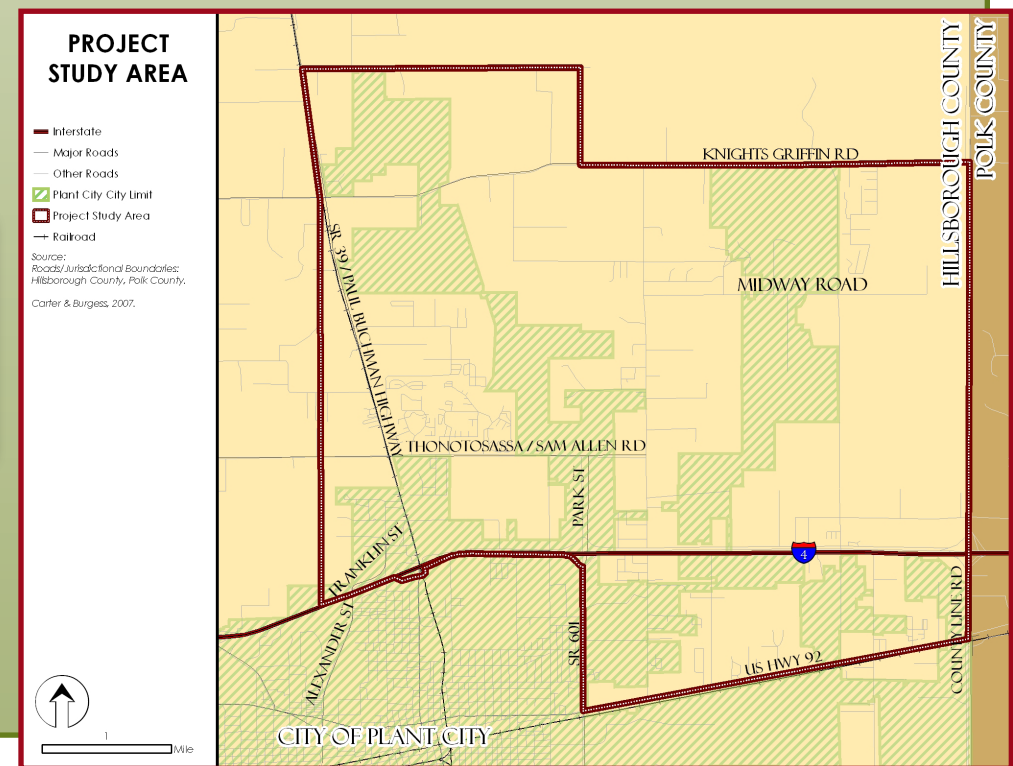 PROJECT
STUDY AREA
Interstate
Major Roads
Other Roads
Plant City City Limit
Project Study Area
Railroad
Source:
Roads/Jurisdictional Boundaries:
Hillsborough County, Polk County.
Carter & Burgess, 2007.
1
Mile
HILLSBOROUGH COUNTY
POLK COUNTY
KNIGHTS GRIFFIN RD
SR 39 / PAUL BUCHMAN HIGHWAY
MIDWAY ROAD
THONOTOSASSA / SAM ALLEN RD
PARK ST
FRANKLIN ST
4
ALEXANDER ST
SR 601
COUNTY LINE RD
US HWY 92
CITY OF PLANT CITY